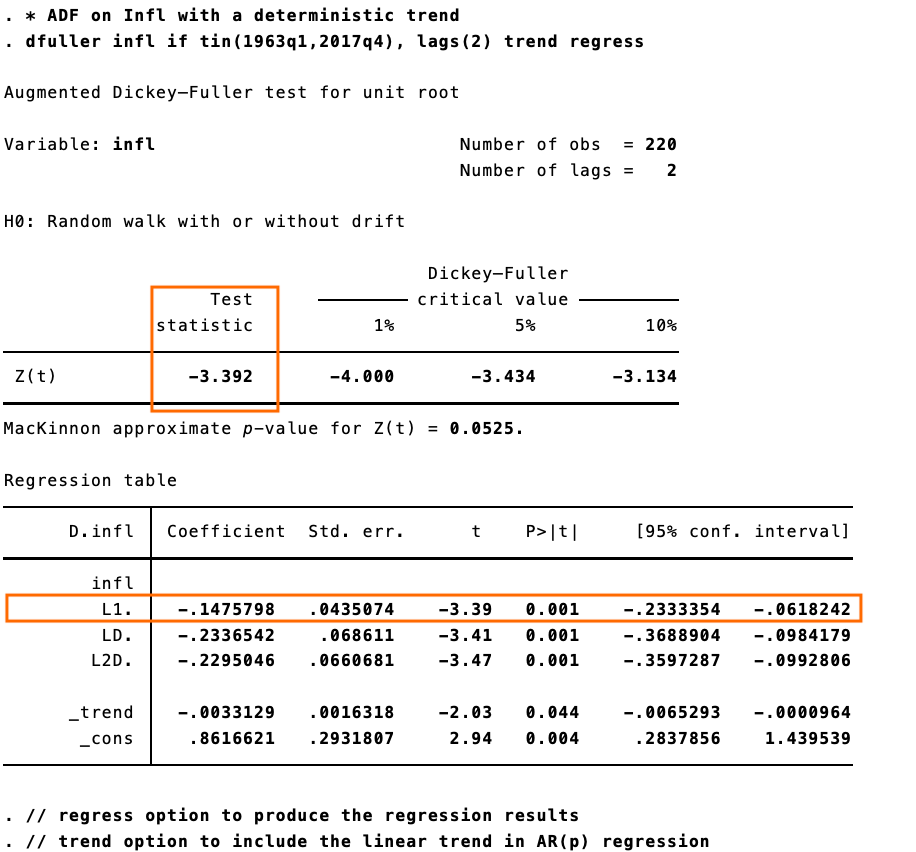 . * ADF on Infl with a deterministic trend
. dfuller infl if tin(1963q1,2017q4), lags(2) trend regress
Augmented Dickey–Fuller test for unit root
Variable: infl Number of obs = 220
Number of lags = 2
H0: Random walk with or without drift
Dickey–Fuller
Test critical value
statistic 1% 5% 10%
Z(t) -3.392 -4.000 -3.434 -3.134
MacKinnon approximate p-value for Z(t) = 0.0525.
Regression table
D.infl Coefficient Std. err. t P>|t| [95% conf. interval]
infl
L1. -.1475798 .0435074 -3.39 0.001 -.2333354 -.0618242
LD. -.2336542 .068611 -3.41 0.001 -.3688904 -.0984179
L2D. -.2295046 .0660681 -3.47 0.001 -.3597287 -.0992806
_trend -.0033129 .0016318 -2.03 0.044 -.0065293 -.0000964
_cons .8616621 .2931807 2.94 0.004 .2837856 1.439539
. // regress option to produce the regression results
. // trend option to include the linear trend in AR(p) regression